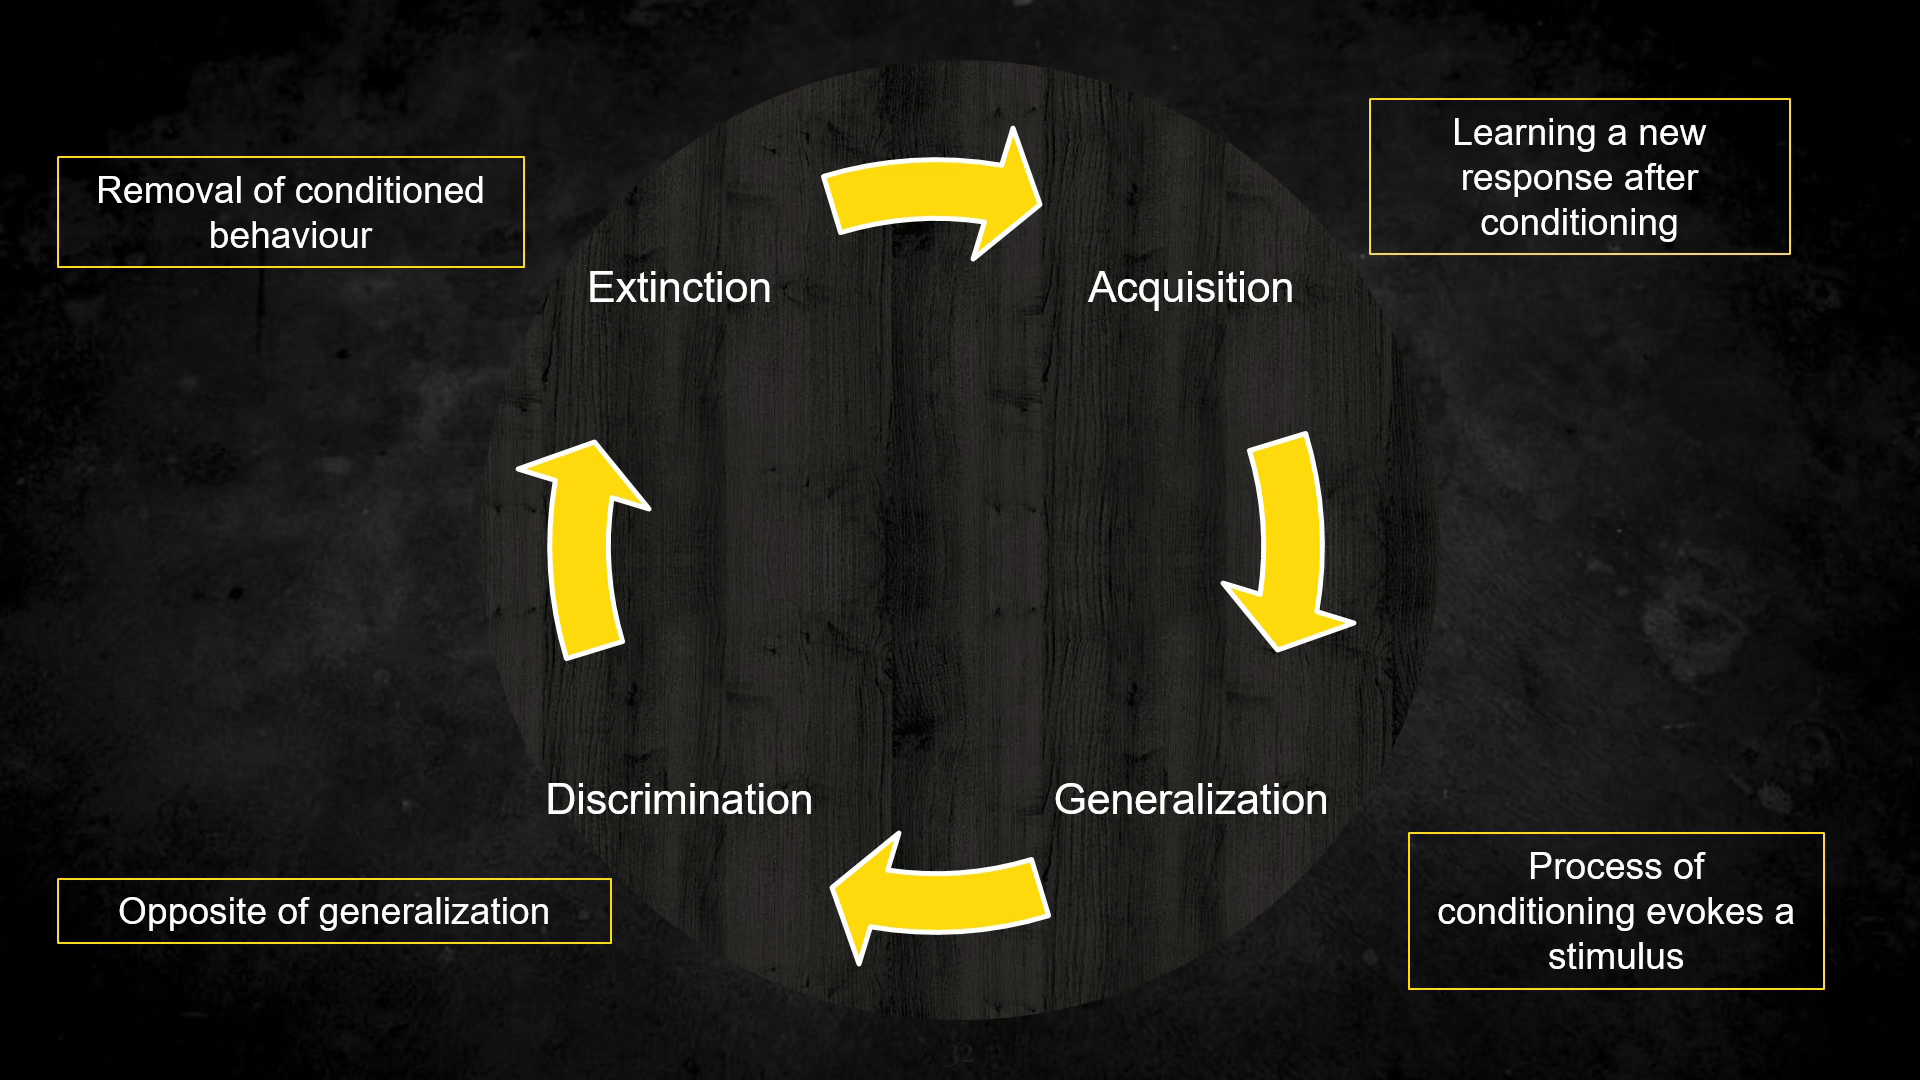 Removal of conditioned
behaviour
Learning a new
response after
conditioning
Extinction
Acquisition
Discrimination
Generalization
Opposite of generalization
Process of
conditioning evokes a
stimulus
32